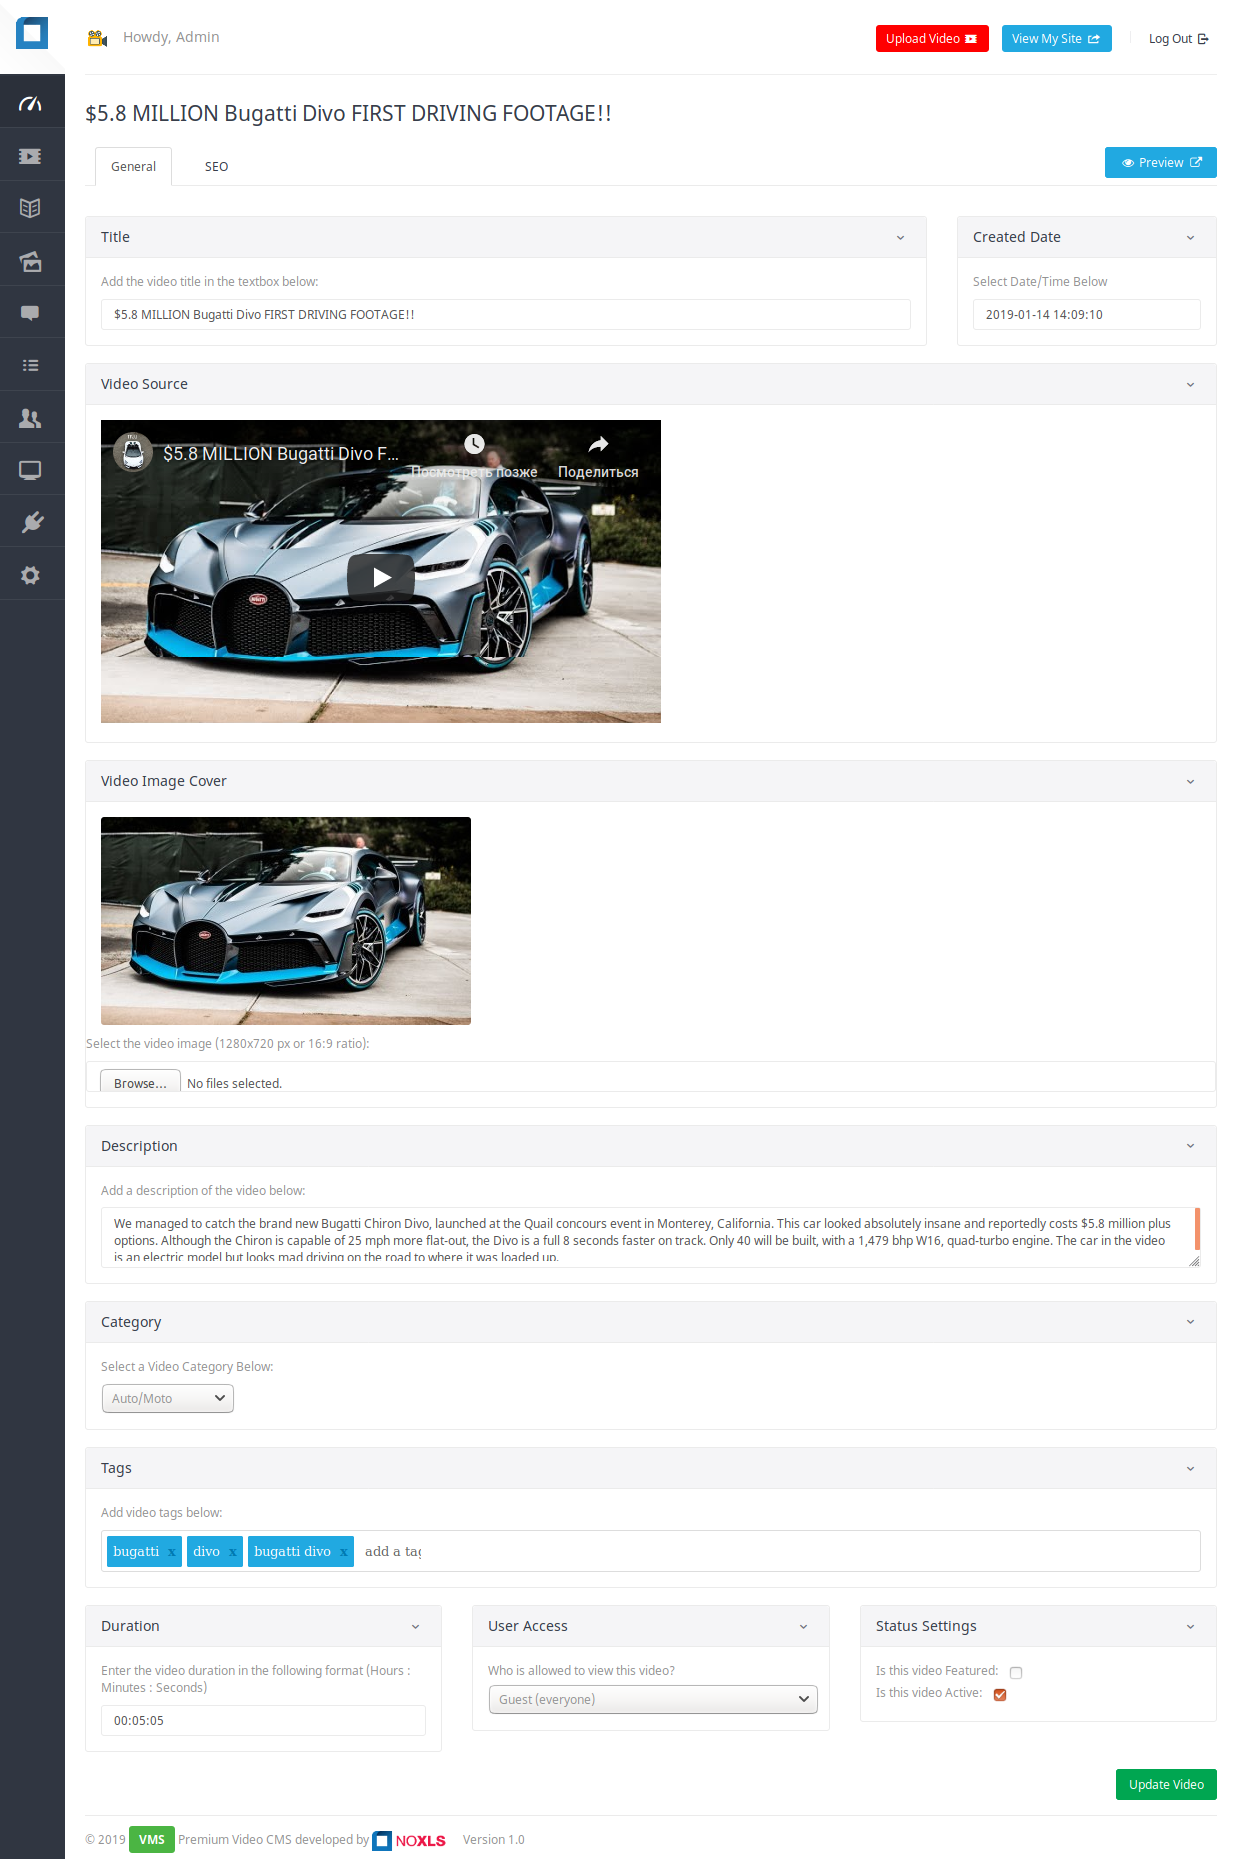 Howdy, Admin
Upload Video
View My Site
Log Out
$5.8 MILLION Bugatti Divo FIRST DRIVING FOOTAGE!!
General
SEO
Preview
Title
Created Date
Add the video title in the textbox below:
Select Date/Time Below
$5.8 MILLION Bugatti Divo FIRST DRIVING FOOTAGE!!
2019-01-14 14:09:10
Video Source
$5.8 MILLION Bugatti Divo F...
Посмотреть позже
Поделиться
Video Image Cover
Select the video image (1280x720 px or 16:9 ratio):
Browse... No files selected.
Description
Add a description of the video below:
We managed to catch the brand new Bugatti Chiron Divo, launched at the Quail concours event in Monterey, California. This car looked absolutely insane and reportedly costs $5.8 million plus
options. Although the Chiron is capable of 25 mph more flat-out, the Divo is a full 8 seconds faster on track. Only 40 will be built, with a 1,479 bhp W16, quad-turbo engine. The car in the video
is an electric model but looks mad driving on the road to where it was loaded up.
Category
Select a Video Category Below:
Auto/Moto
Tags
Add video tags below:
bugatti x divo x bugatti divo x add a tag
Duration
User Access
Status Settings
Enter the video duration in the following format (Hours :
Minutes : Seconds)
Who is allowed to view this video?
Is this video Featured:
Guest (everyone)
Is this video Active:
00:05:05
Update Video
© 2019 VMS Premium Video CMS developed by NOXLS Version 1.0